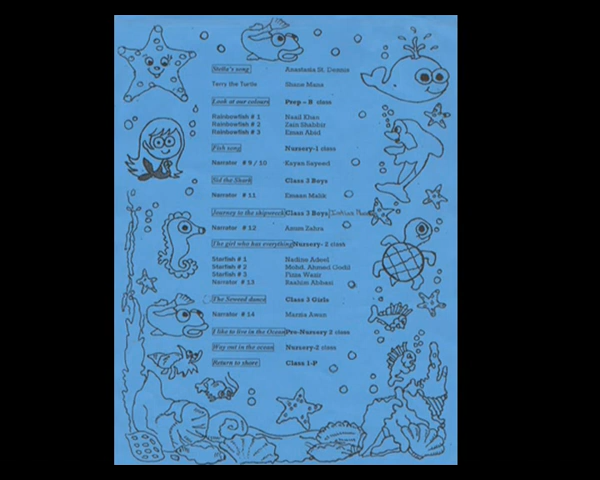 Stella's song Anastasia St. Dennis
Terry the Turtle Shane Mana
Look at our colours Prep - B class
Rainbowfish # 1 Nasil Khan
Rainbowfish # 2 Zain Shabbir
Rainbowfish # 3 Eman Abid
Fish song Nursery-1 class
Narrator # 9 / 10 Kayan Sayeed
Sid the Shark Class 3 Boys
Narrator # 11 Emaan Malik
Journey to the shipwreck Class 3 Boys
Narrator # 12 Anum Zahra
The girl who has everything Nursery- 2 class
Starfish # 1 Nadine Adeel
Starfish # 2 Mohd. Ahmed Godil
Starfish # 3 Fizza Wazir
Narrator # 13 Raahim Abbasi
The Seweed dance Class 3 Girls
Narrator # 14 Marzia Awan
I like to live in the Ocean Pre-Nursery 2 class
Way out in the ocean Nursery-2 class
Return to shore Class 1-P